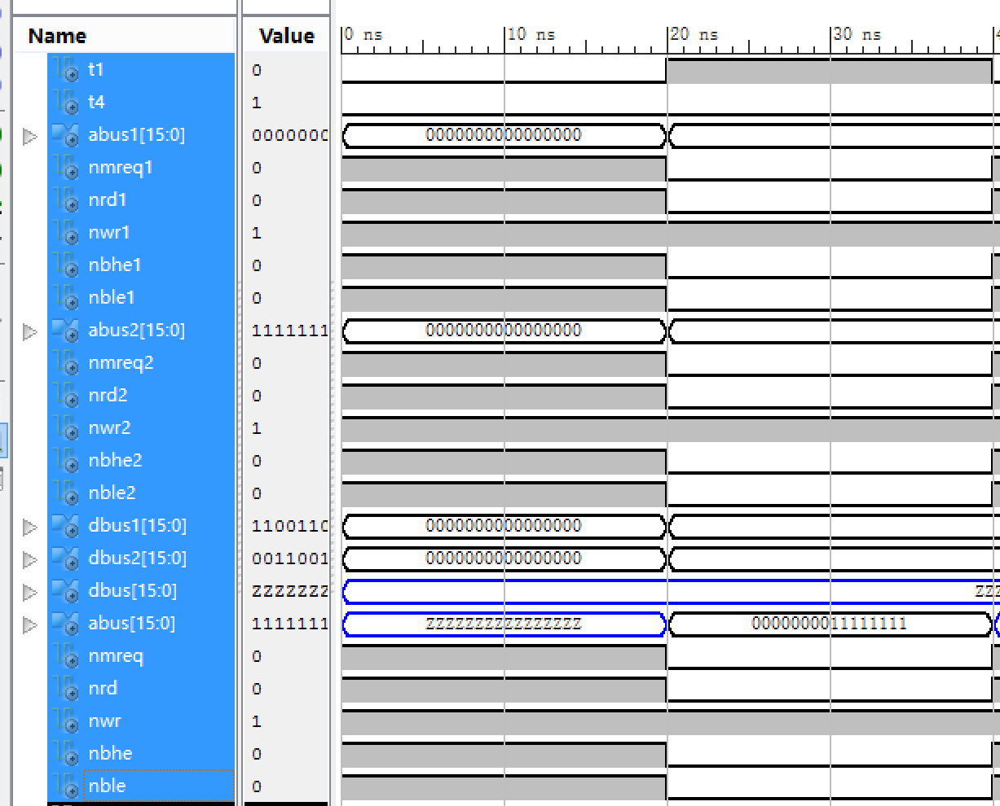 Name Value 0 ns 10 ns 20 ns 30 ns
t1 0
t4 1
abus1[15:0] 0000000 0000000000000000
nmreq1 0
nrd1 0
nwr1 1
nbhe1 0
nble1 0
abus2[15:0] 1111111 0000000000000000
nmreq2 0
nrd2 0
nwr2 1
nbhe2 0
nble2 0
dbus1[15:0] 1100110 0000000000000000
dbus2[15:0] 0011001 0000000000000000
dbus[15:0] ZZZZZZZ ZZZ
abus[15:0] 1111111 ZZZZZZZZZZZZZZZZ 0000000011111111
nmreq 0
nrd 0
nwr 1
nbhe 0
nble 0